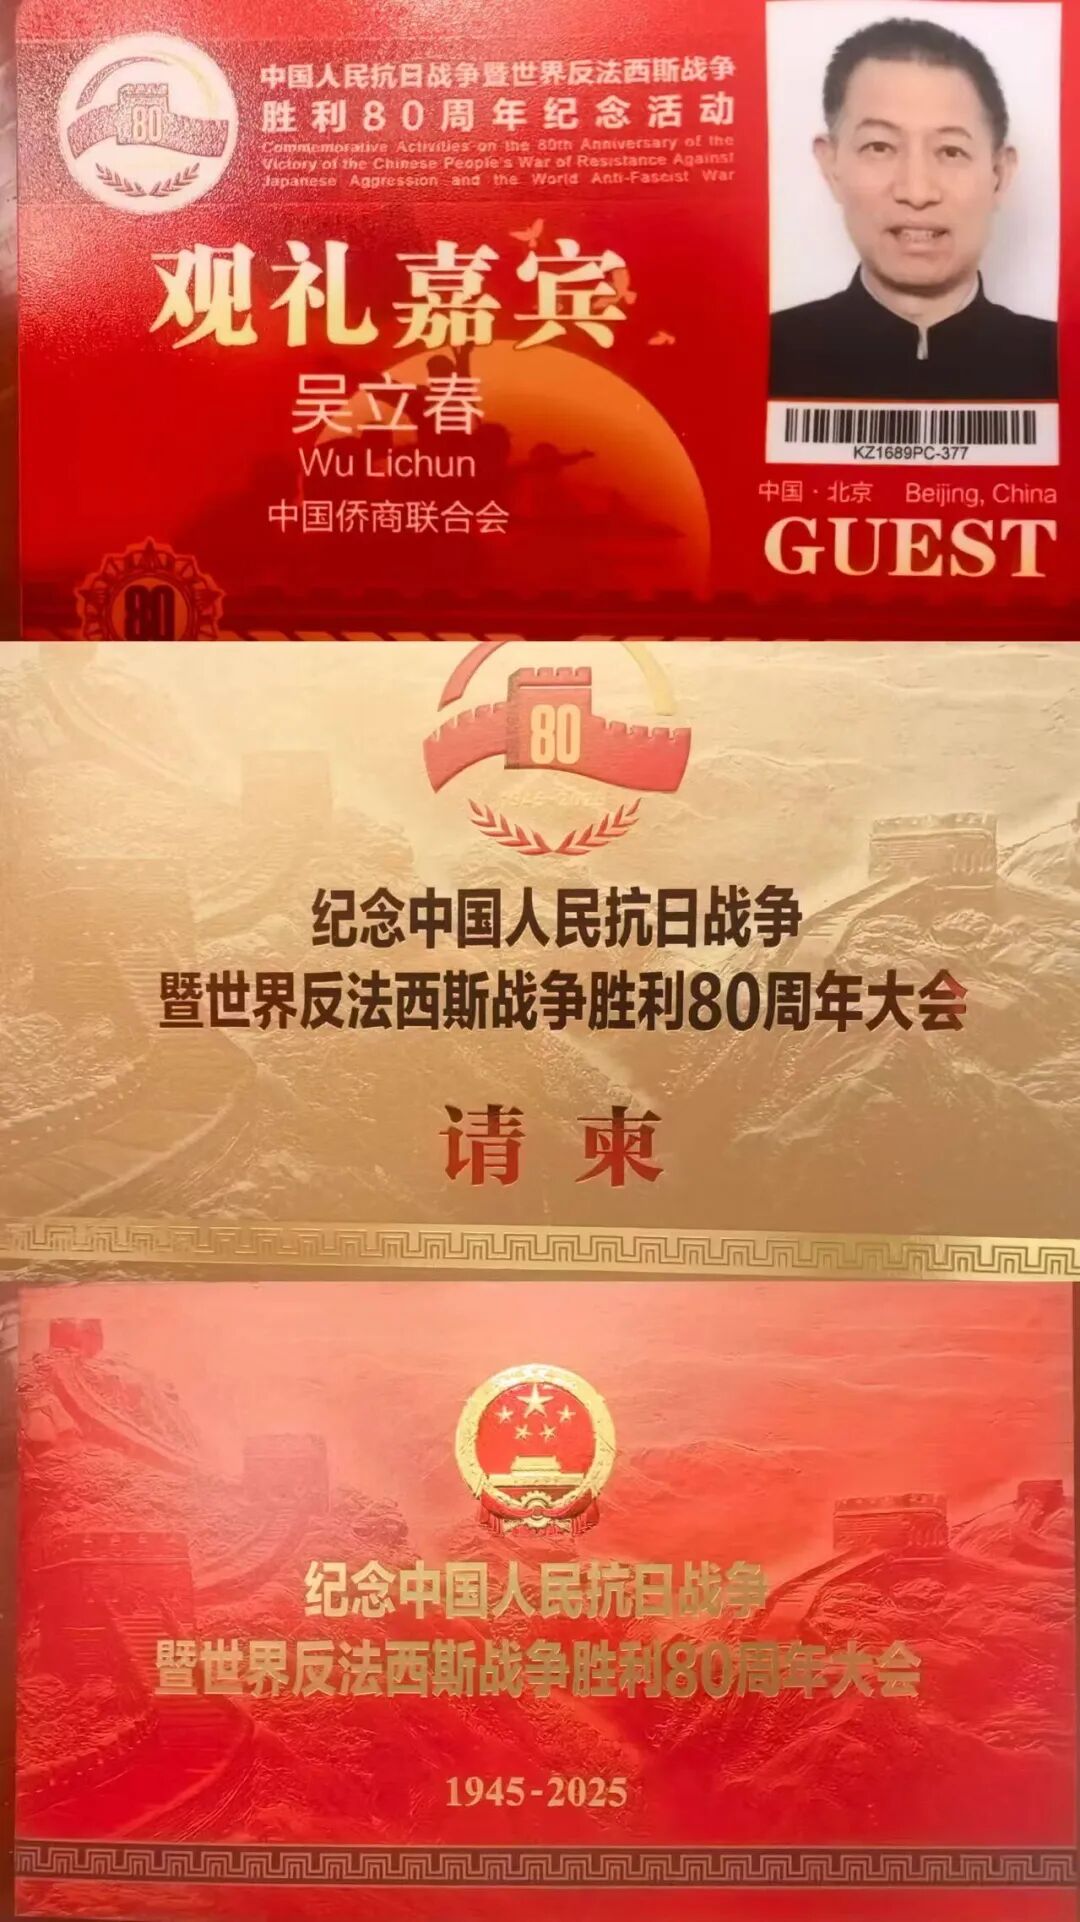 80
中国人民抗日战争暨世界反法西斯战争
胜利80周年纪念活动
Commemorative Activities on the 80th Anniversary of the
Victory of the Chinese People's War of Resistance Against
Japanese Aggression and the World Anti-Fascist War
观礼嘉宾
吴立春
Wu Lichun
中国侨商联合会
KZ1689PC-377
中国·北京 Beijing, China
GUEST
80
80
1945-2025
纪念中国人民抗日战争
暨世界反法西斯战争胜利80周年大会
请柬
纪念中国人民抗日战争
暨世界反法西斯战争胜利80周年大会
1945-2025